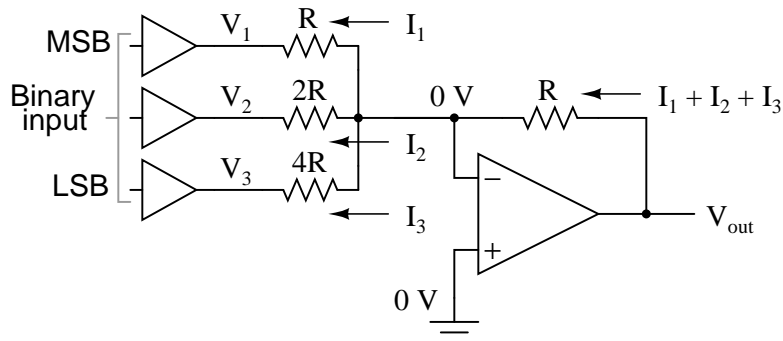 MSB
V1
R
I1
Binary
input
V2
2R
I2
0 V
R
I1 + I2 + I3
LSB
V3
4R
I3
−
+
Vout
0 V